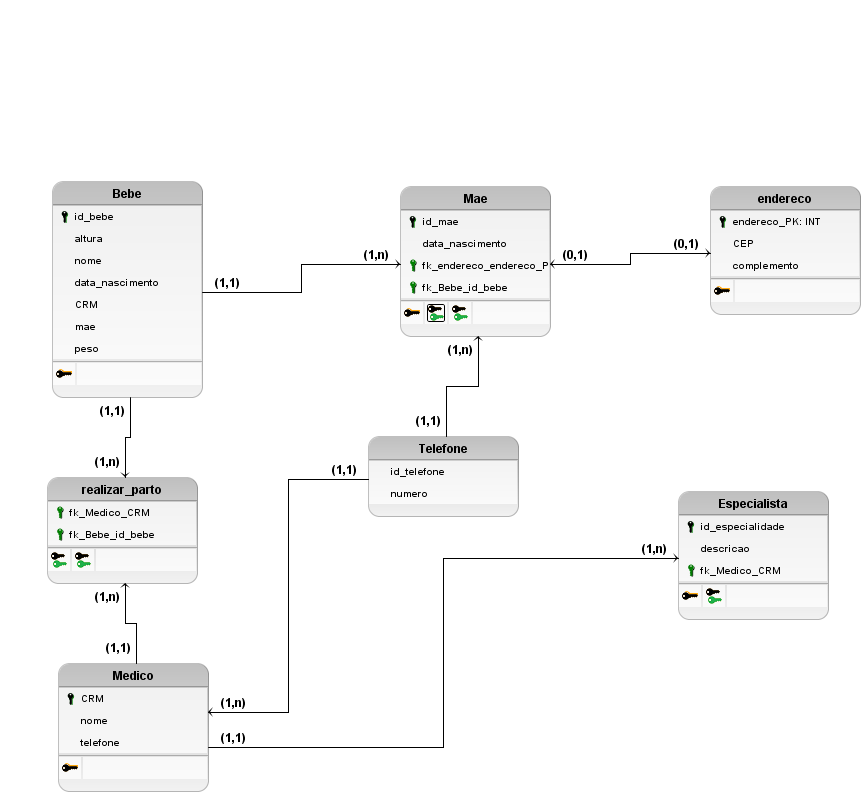 Bebe
id_bebe
altura
nome
data_nascimento
CRM
mae
peso
(1,1)
(1,n)
Mae
id_mae
data_nascimento
fk_endereco_endereco_P
fk_Bebe_id_bebe
(0,1)
(0,1)
endereco
endereco_PK: INT
CEP
complemento
(1,1)
(1,n)
realizar_parto
fk_Medico_CRM
fk_Bebe_id_bebe
(1,n)
(1,1)
(1,n)
(1,1)
Telefone
id_telefone
numero
(1,1)
(1,n)
Medico
CRM
nome
telefone
(1,1)
(1,n)
Especialista
id_especialidade
descricao
fk_Medico_CRM